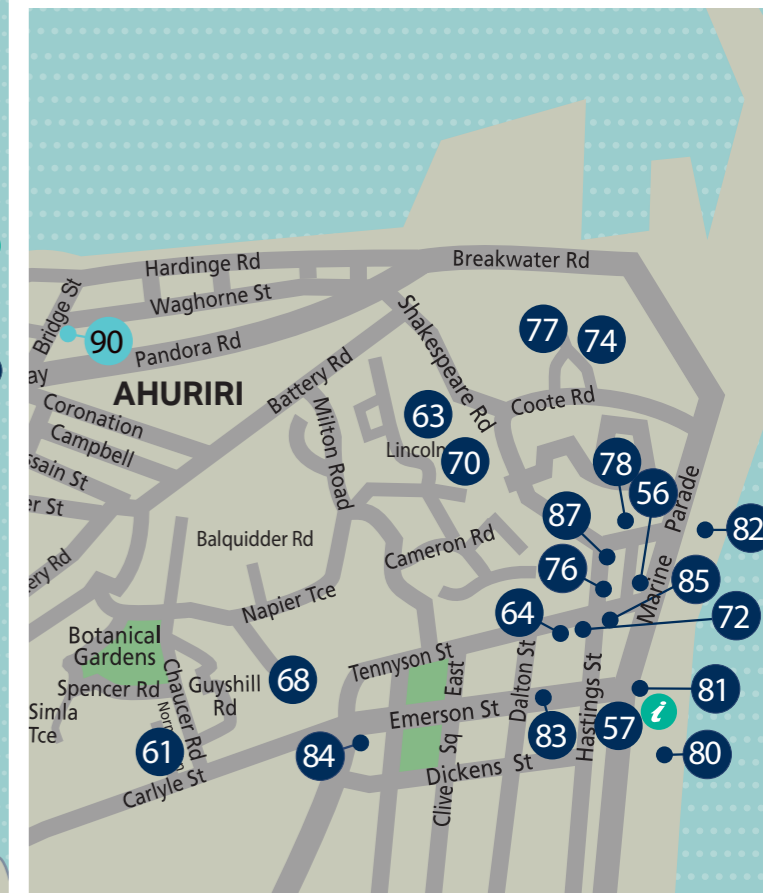 Hardinge Rd
Breakwater Rd
Waghorne St
Bridge St
90
Pandora Rd
Shakespeare Rd
77
74
ay
AHURIRI
Battery Rd
Coote Rd
Coronation
63
Milton Road
Campbell
Lincoln
70
78
56
ssain St
Marine Parade
er St
87
82
Balquidder Rd
Cameron Rd
76
85
ery Rd
Napier Tce
64
72
Botanical
Gardens
Tennyson St
Spencer Rd
Chaucer Rd
Guyshill
Rd
68
Clive Sq East
Dalton St
Hastings St
81
Simla
Tce
Emerson St
57
i
61
84
83
80
Carlyle St
Dickens St